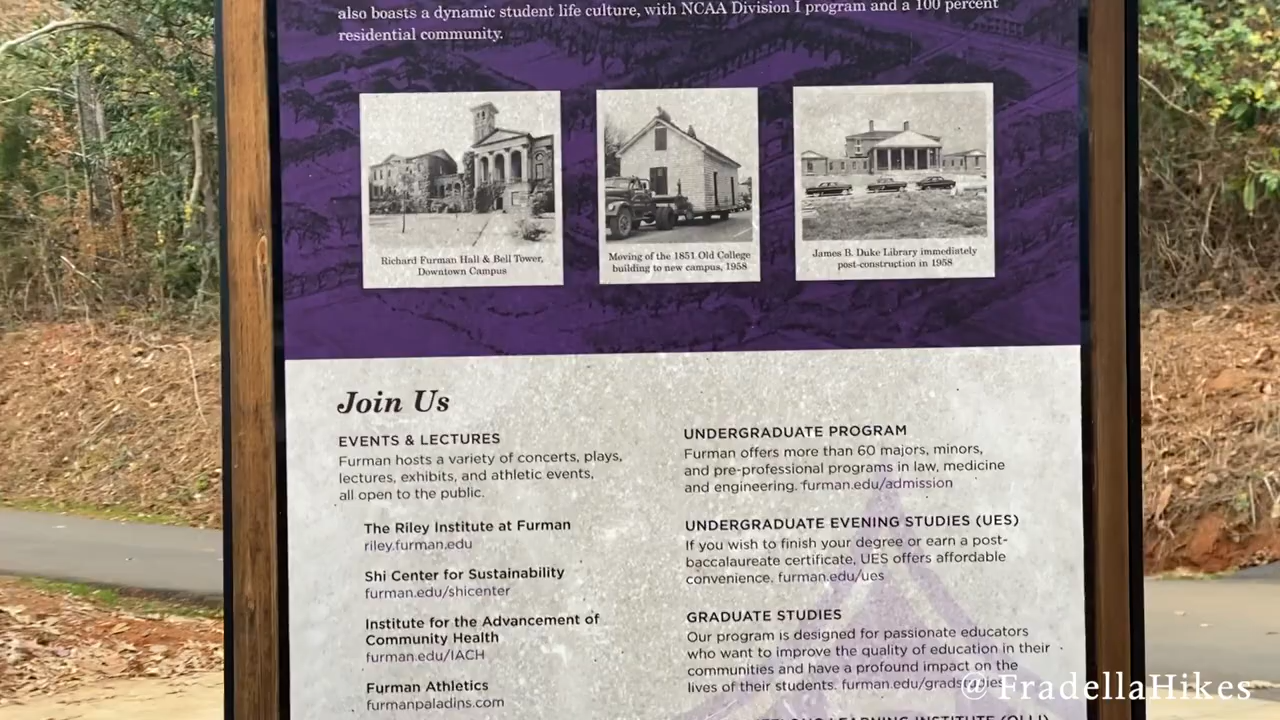 also boasts a dynamic student life culture, with NCAA Division I program and a 100 percent
residential community.
Richard Furman Hall & Bell Tower,
Downtown Campus
Moving of the 1851 Old College
building to new campus, 1958
James B. Duke Library immediately
post-construction in 1958
Join Us
EVENTS & LECTURES
Furman hosts a variety of concerts, plays,
lectures, exhibits, and athletic events,
all open to the public.
The Riley Institute at Furman
riley.furman.edu
Shi Center for Sustainability
furman.edu/shicenter
Institute for the Advancement of
Community Health
furman.edu/IACH
Furman Athletics
furmanpaladins.com
UNDERGRADUATE PROGRAM
Furman offers more than 60 majors, minors,
and pre-professional programs in law, medicine
and engineering. furman.edu/admission
UNDERGRADUATE EVENING STUDIES (UES)
If you wish to finish your degree or earn a post-
baccalaureate certificate, UES offers affordable
convenience. furman.edu/ues
GRADUATE STUDIES
Our program is designed for passionate educators
who want to improve the quality of education in their
communities and have a profound impact on the
lives of their students. furman.edu/gradstudies
LEARNING INSTITUTE (OLLI)
@FradellaHikes